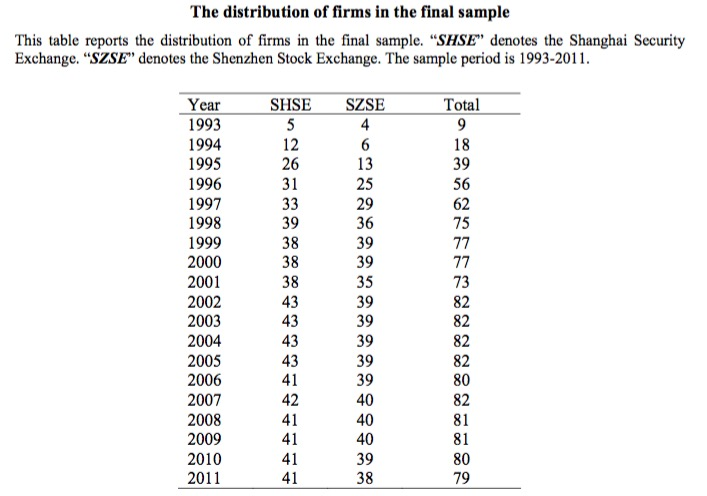 The distribution of firms in the final sample
This table reports the distribution of firms in the final sample. “SHSE” denotes the Shanghai Security
Exchange. “SZSE” denotes the Shenzhen Stock Exchange. The sample period is 1993-2011.
Year SHSE SZSE Total
1993 5 4 9
1994 12 6 18
1995 26 13 39
1996 31 25 56
1997 33 29 62
1998 39 36 75
1999 38 39 77
2000 38 39 77
2001 38 35 73
2002 43 39 82
2003 43 39 82
2004 43 39 82
2005 43 39 82
2006 41 39 80
2007 42 40 82
2008 41 40 81
2009 41 40 81
2010 41 39 80
2011 41 38 79